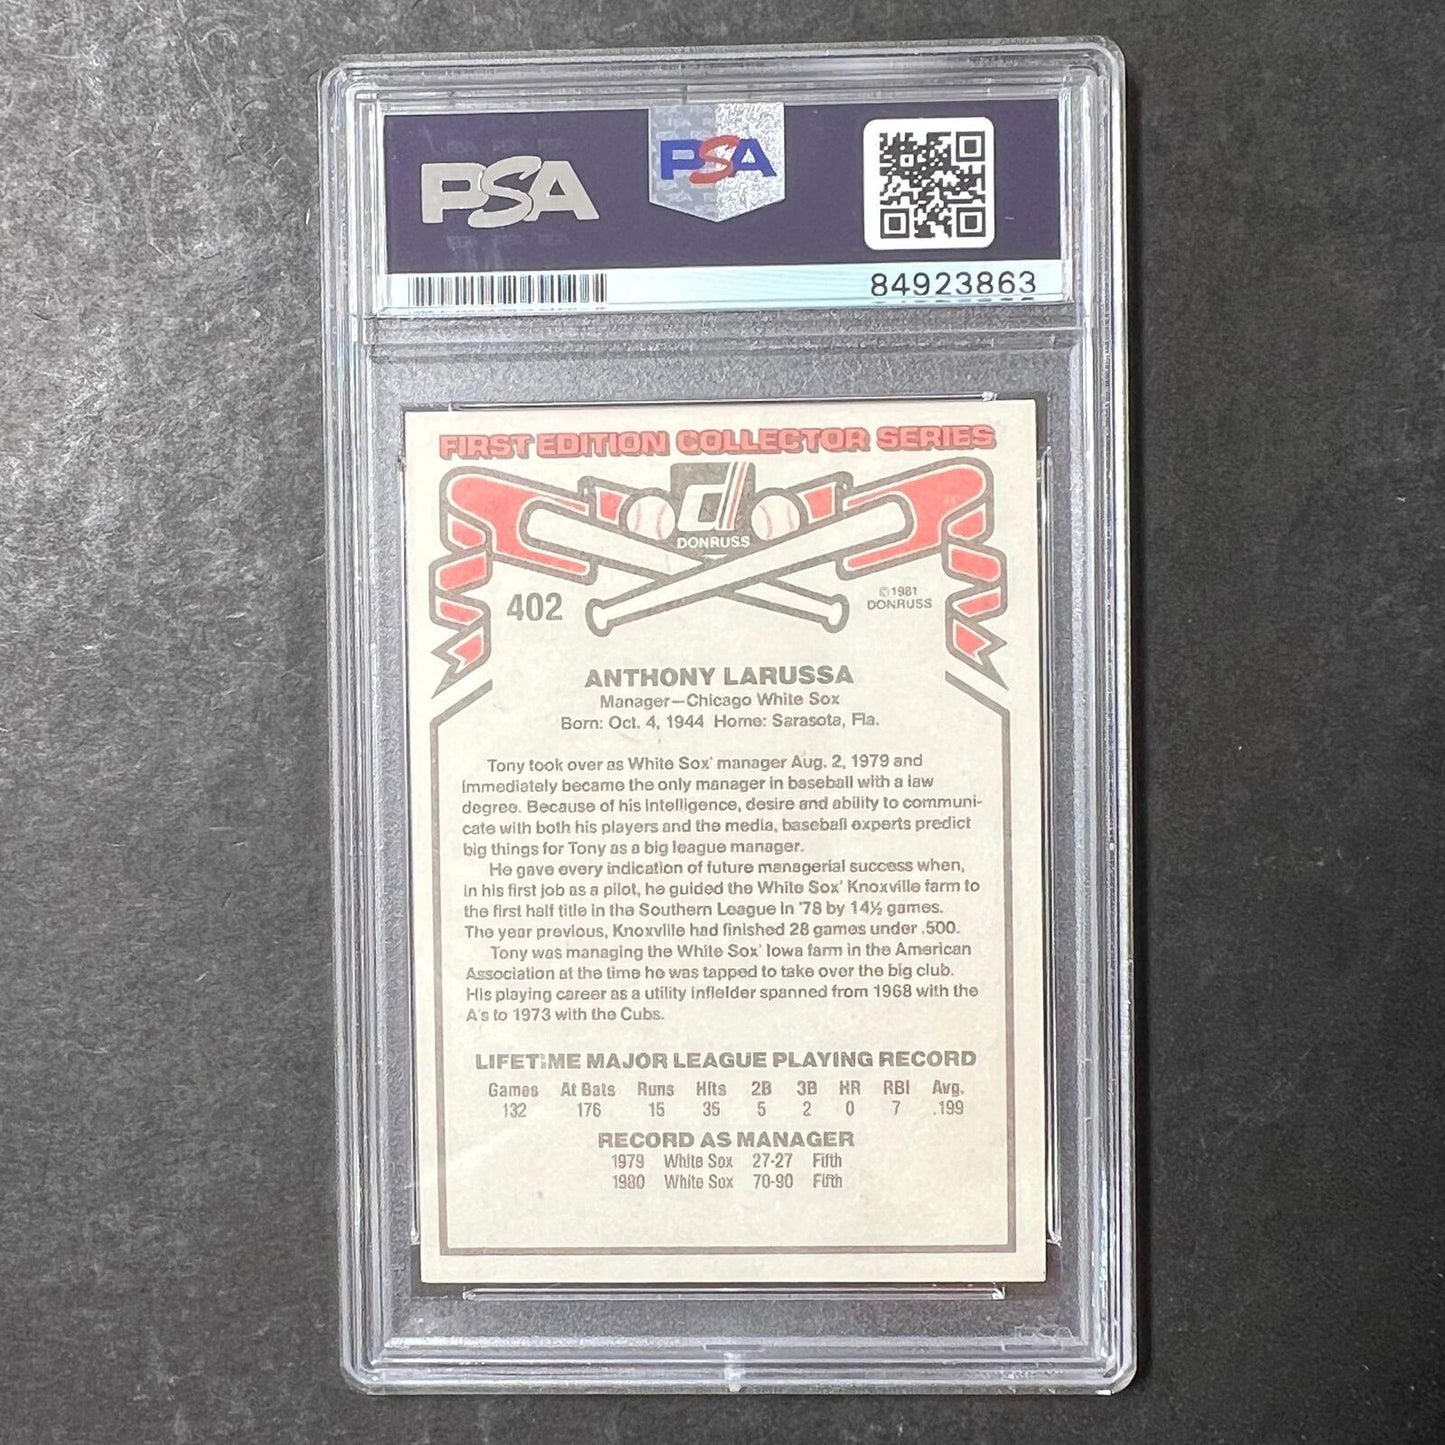 PSA PSA
84923863
FIRST EDITION COLLECTOR SERIES
d
DONRUSS
402
© 1981
DONRUSS
ANTHONY LARUSSA
Manager—Chicago White Sox
Born: Oct. 4, 1944 Home: Sarasota, Fla.
Tony took over as White Sox' manager Aug. 2, 1979 and
immediately became the only manager in baseball with a law
degree. Because of his intelligence, desire and ability to communi-
cate with both his players and the media, baseball experts predict
big things for Tony as a big league manager.
He gave every indication of future managerial success when,
in his first job as a pilot, he guided the White Sox' Knoxville farm to
the first half title in the Southern League in '78 by 14½ games.
The year previous, Knoxville had finished 28 games under .500.
Tony was managing the White Sox' Iowa farm in the American
Association at the time he was tapped to take over the big club.
His playing career as a utility infielder spanned from 1968 with the
A's to 1973 with the Cubs.
LIFETIME MAJOR LEAGUE PLAYING RECORD
Games At Bats Runs Hits 2B 3B HR RBI Avg.
132 176 15 35 5 2 0 7 .199
RECORD AS MANAGER
1979 White Sox 27-27 Fifth
1980 White Sox 70-90 Fifth